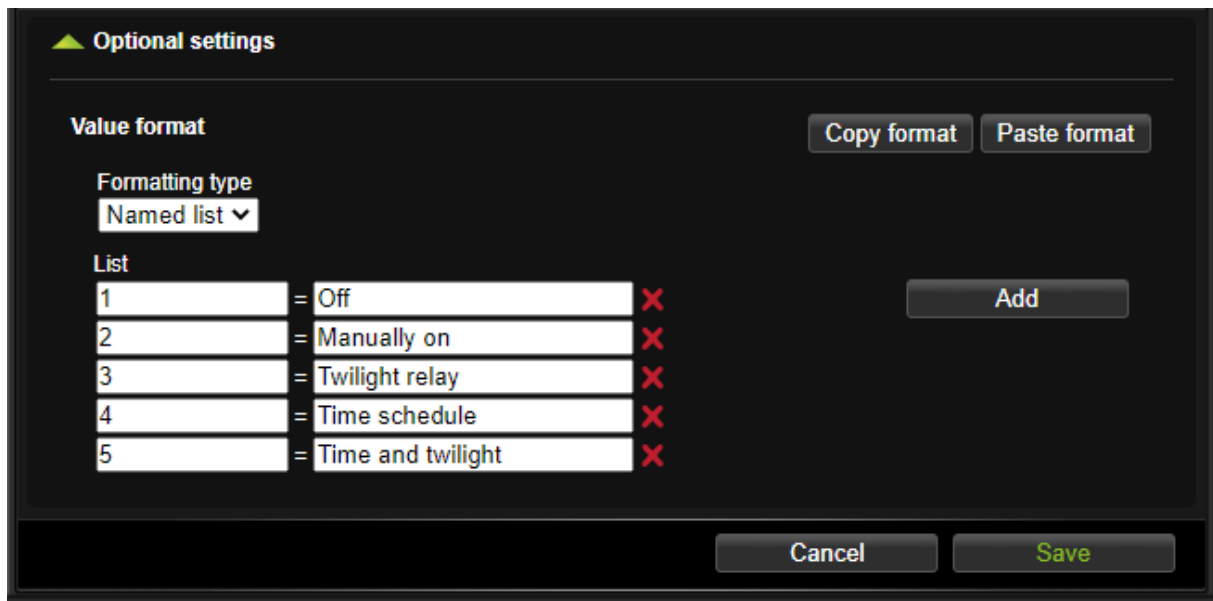 Optional settings
Value format
Copy format Paste format
Formatting type
Named list
List
1 = Off
Add
2 = Manually on
3 = Twilight relay
4 = Time schedule
5 = Time and twilight
Cancel Save